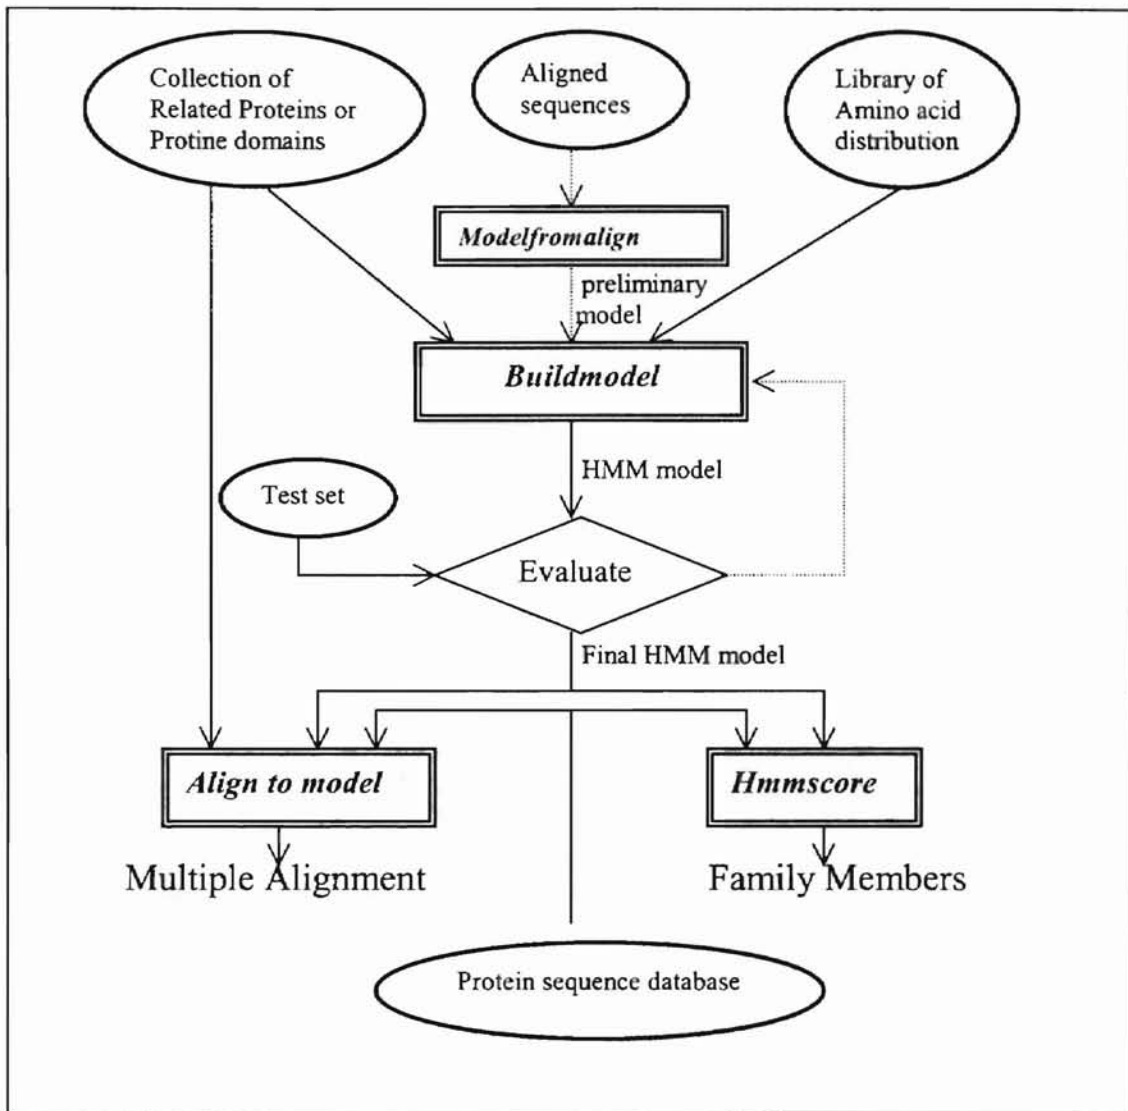 Collection of
Related Proteins or
Protine domains
Aligned
sequences
Library of
Amino acid
distribution
Modelfromalign
preliminary
model
Buildmodel
HMM model
Test set
Evaluate
Final HMM model
Align to model
Hmmscore
Multiple Alignment
Family Members
Protein sequence database